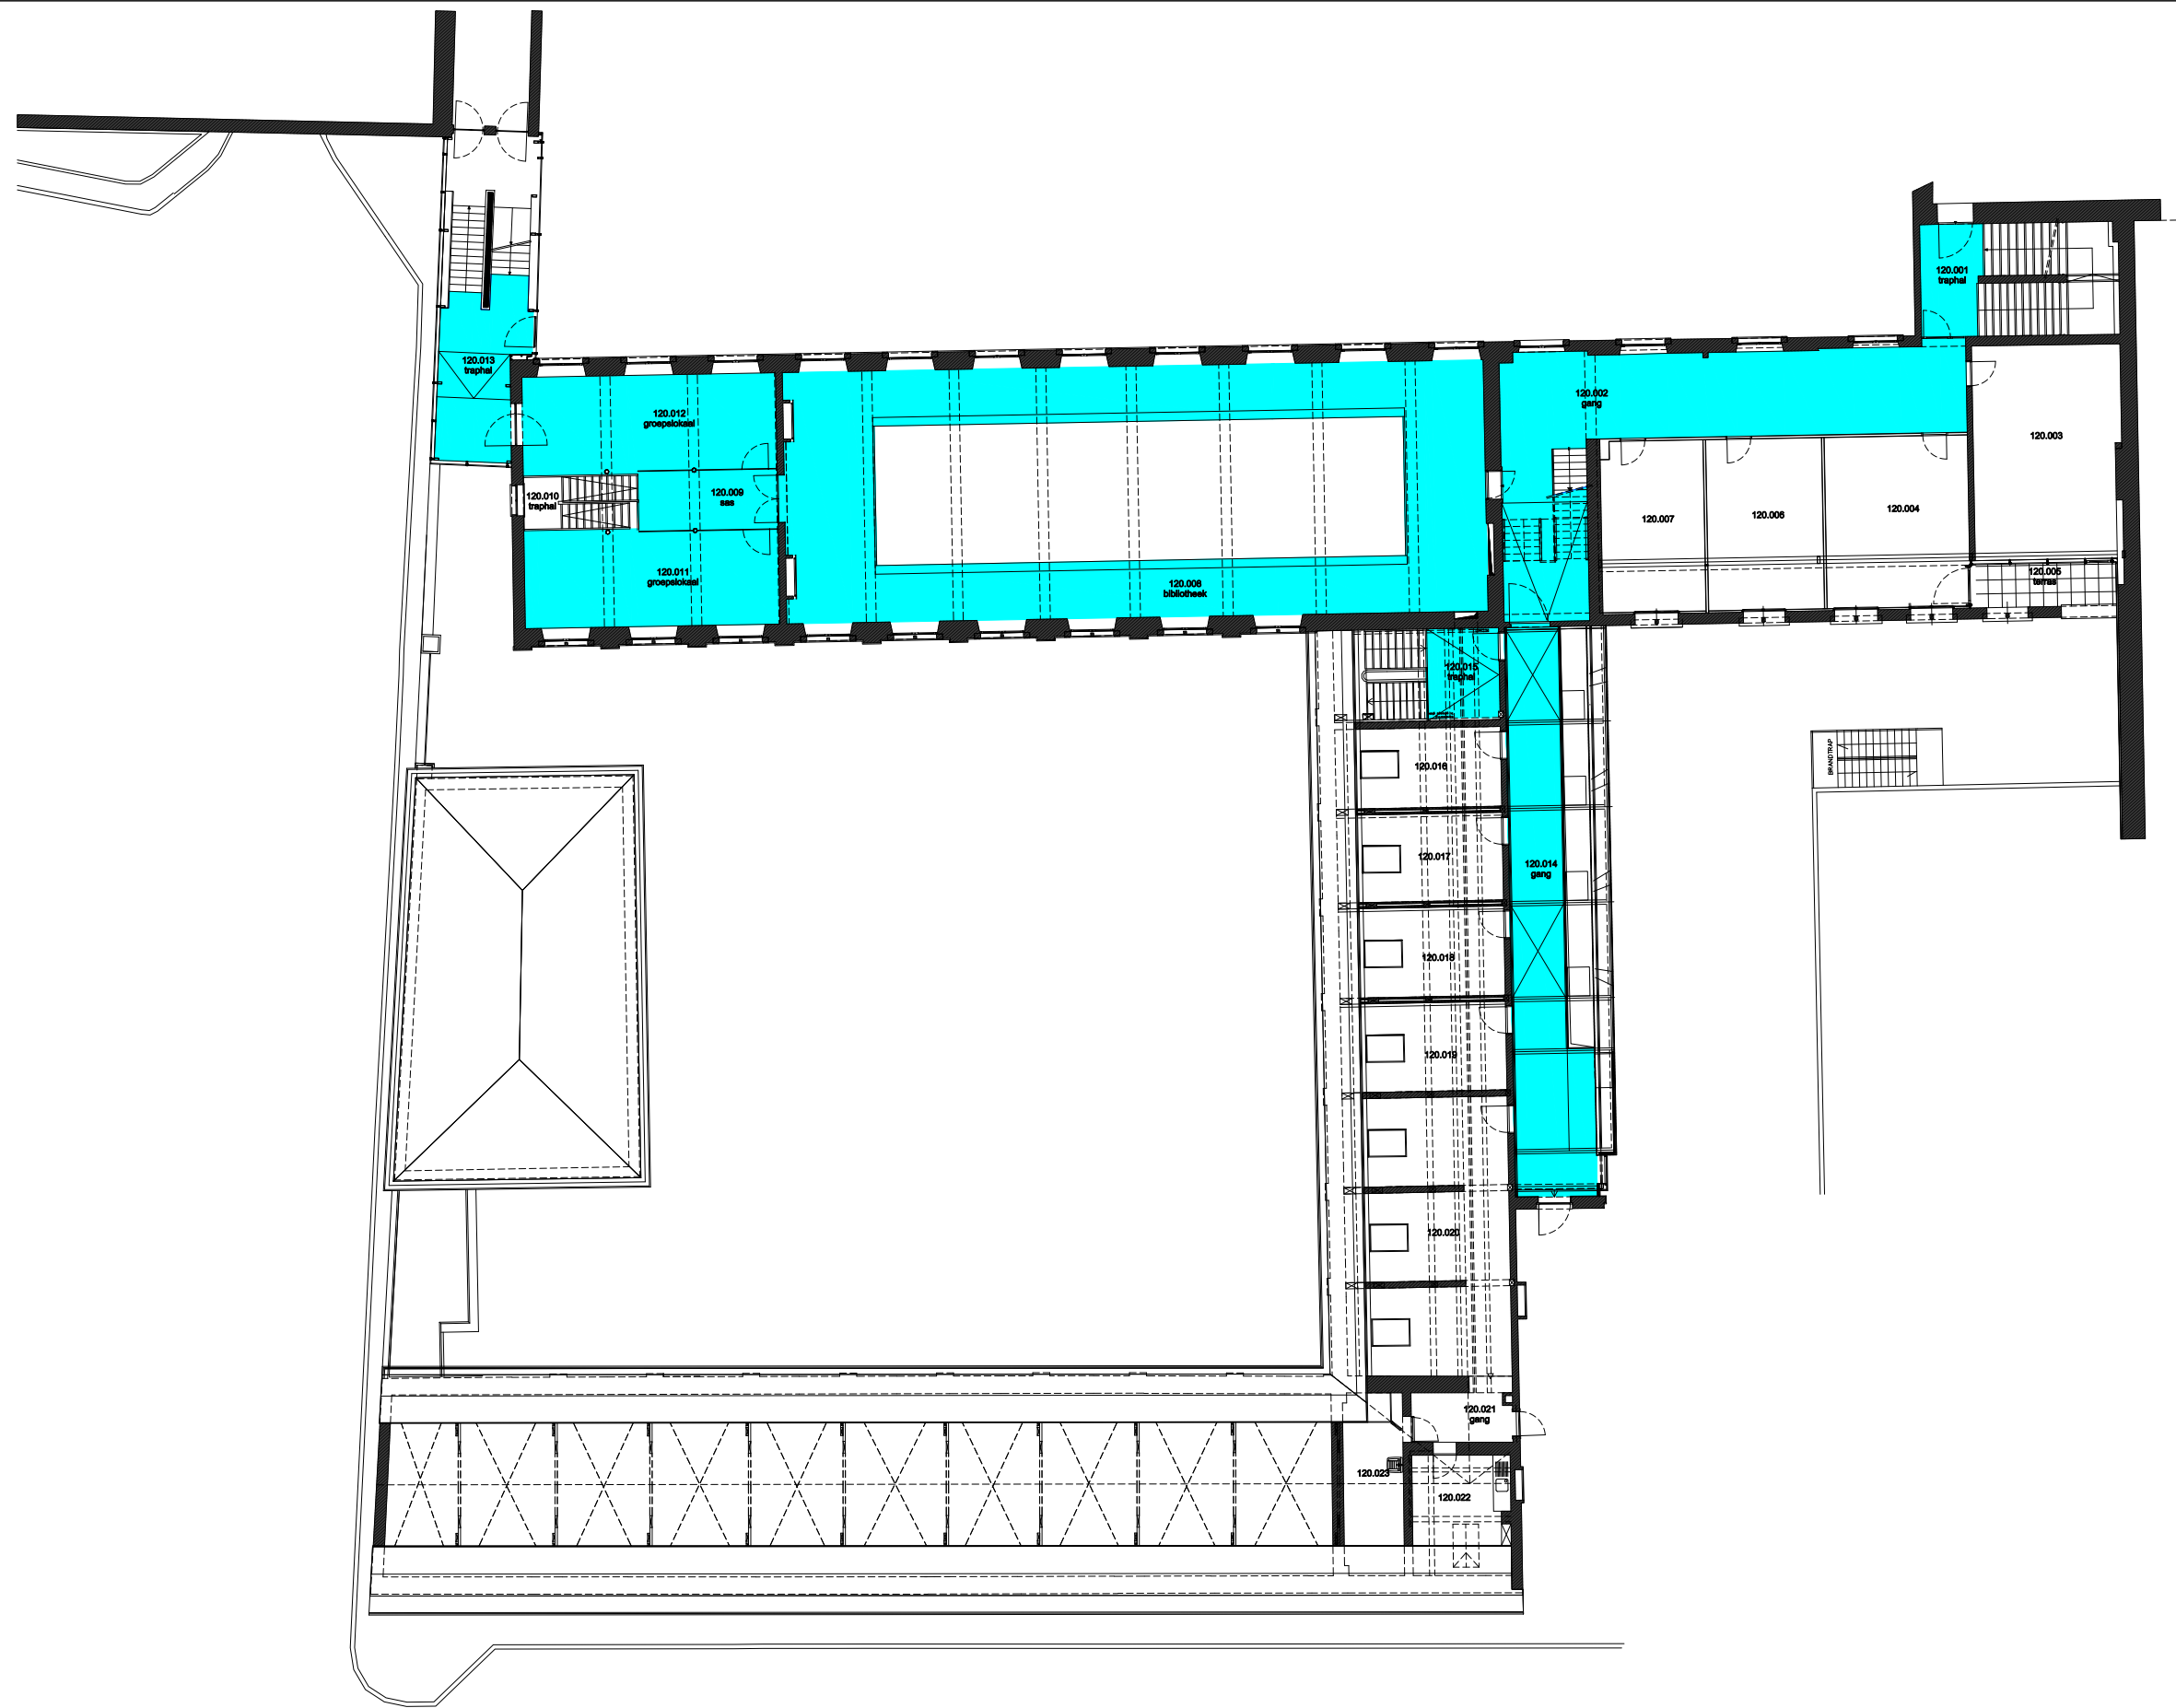 120.001
traphal
120.013
traphal
120.002
gang
120.012
groepslokaal
120.003
120.009
sas
120.010
traphal
120.007
120.006
120.004
120.011
groepslokaal
120.008
bibliotheek
120.005
terras
120.015
traphal
BRANDTRAP
120.016
120.017
120.014
gang
120.018
120.019
120.020
120.021
gang
120.023
120.022